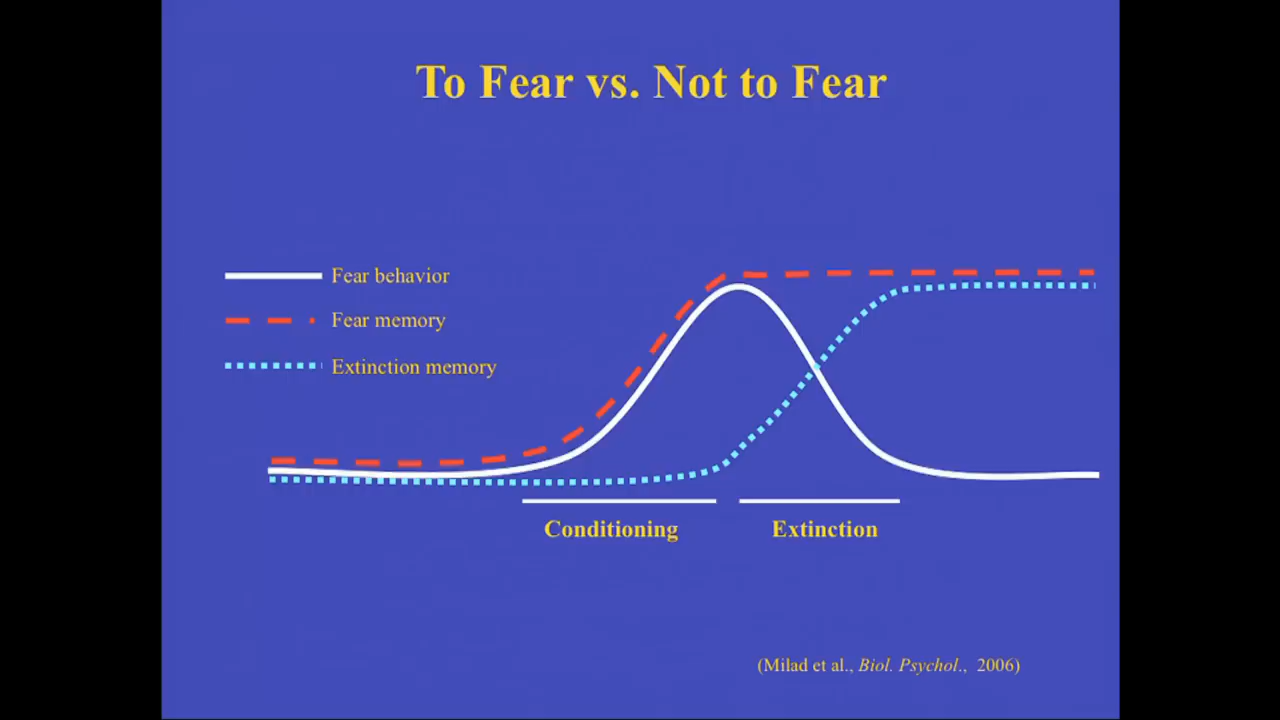 To Fear vs. Not to Fear
Fear behavior
Fear memory
Extinction memory
Conditioning
Extinction
(Milad et al., Biol. Psychol., 2006)